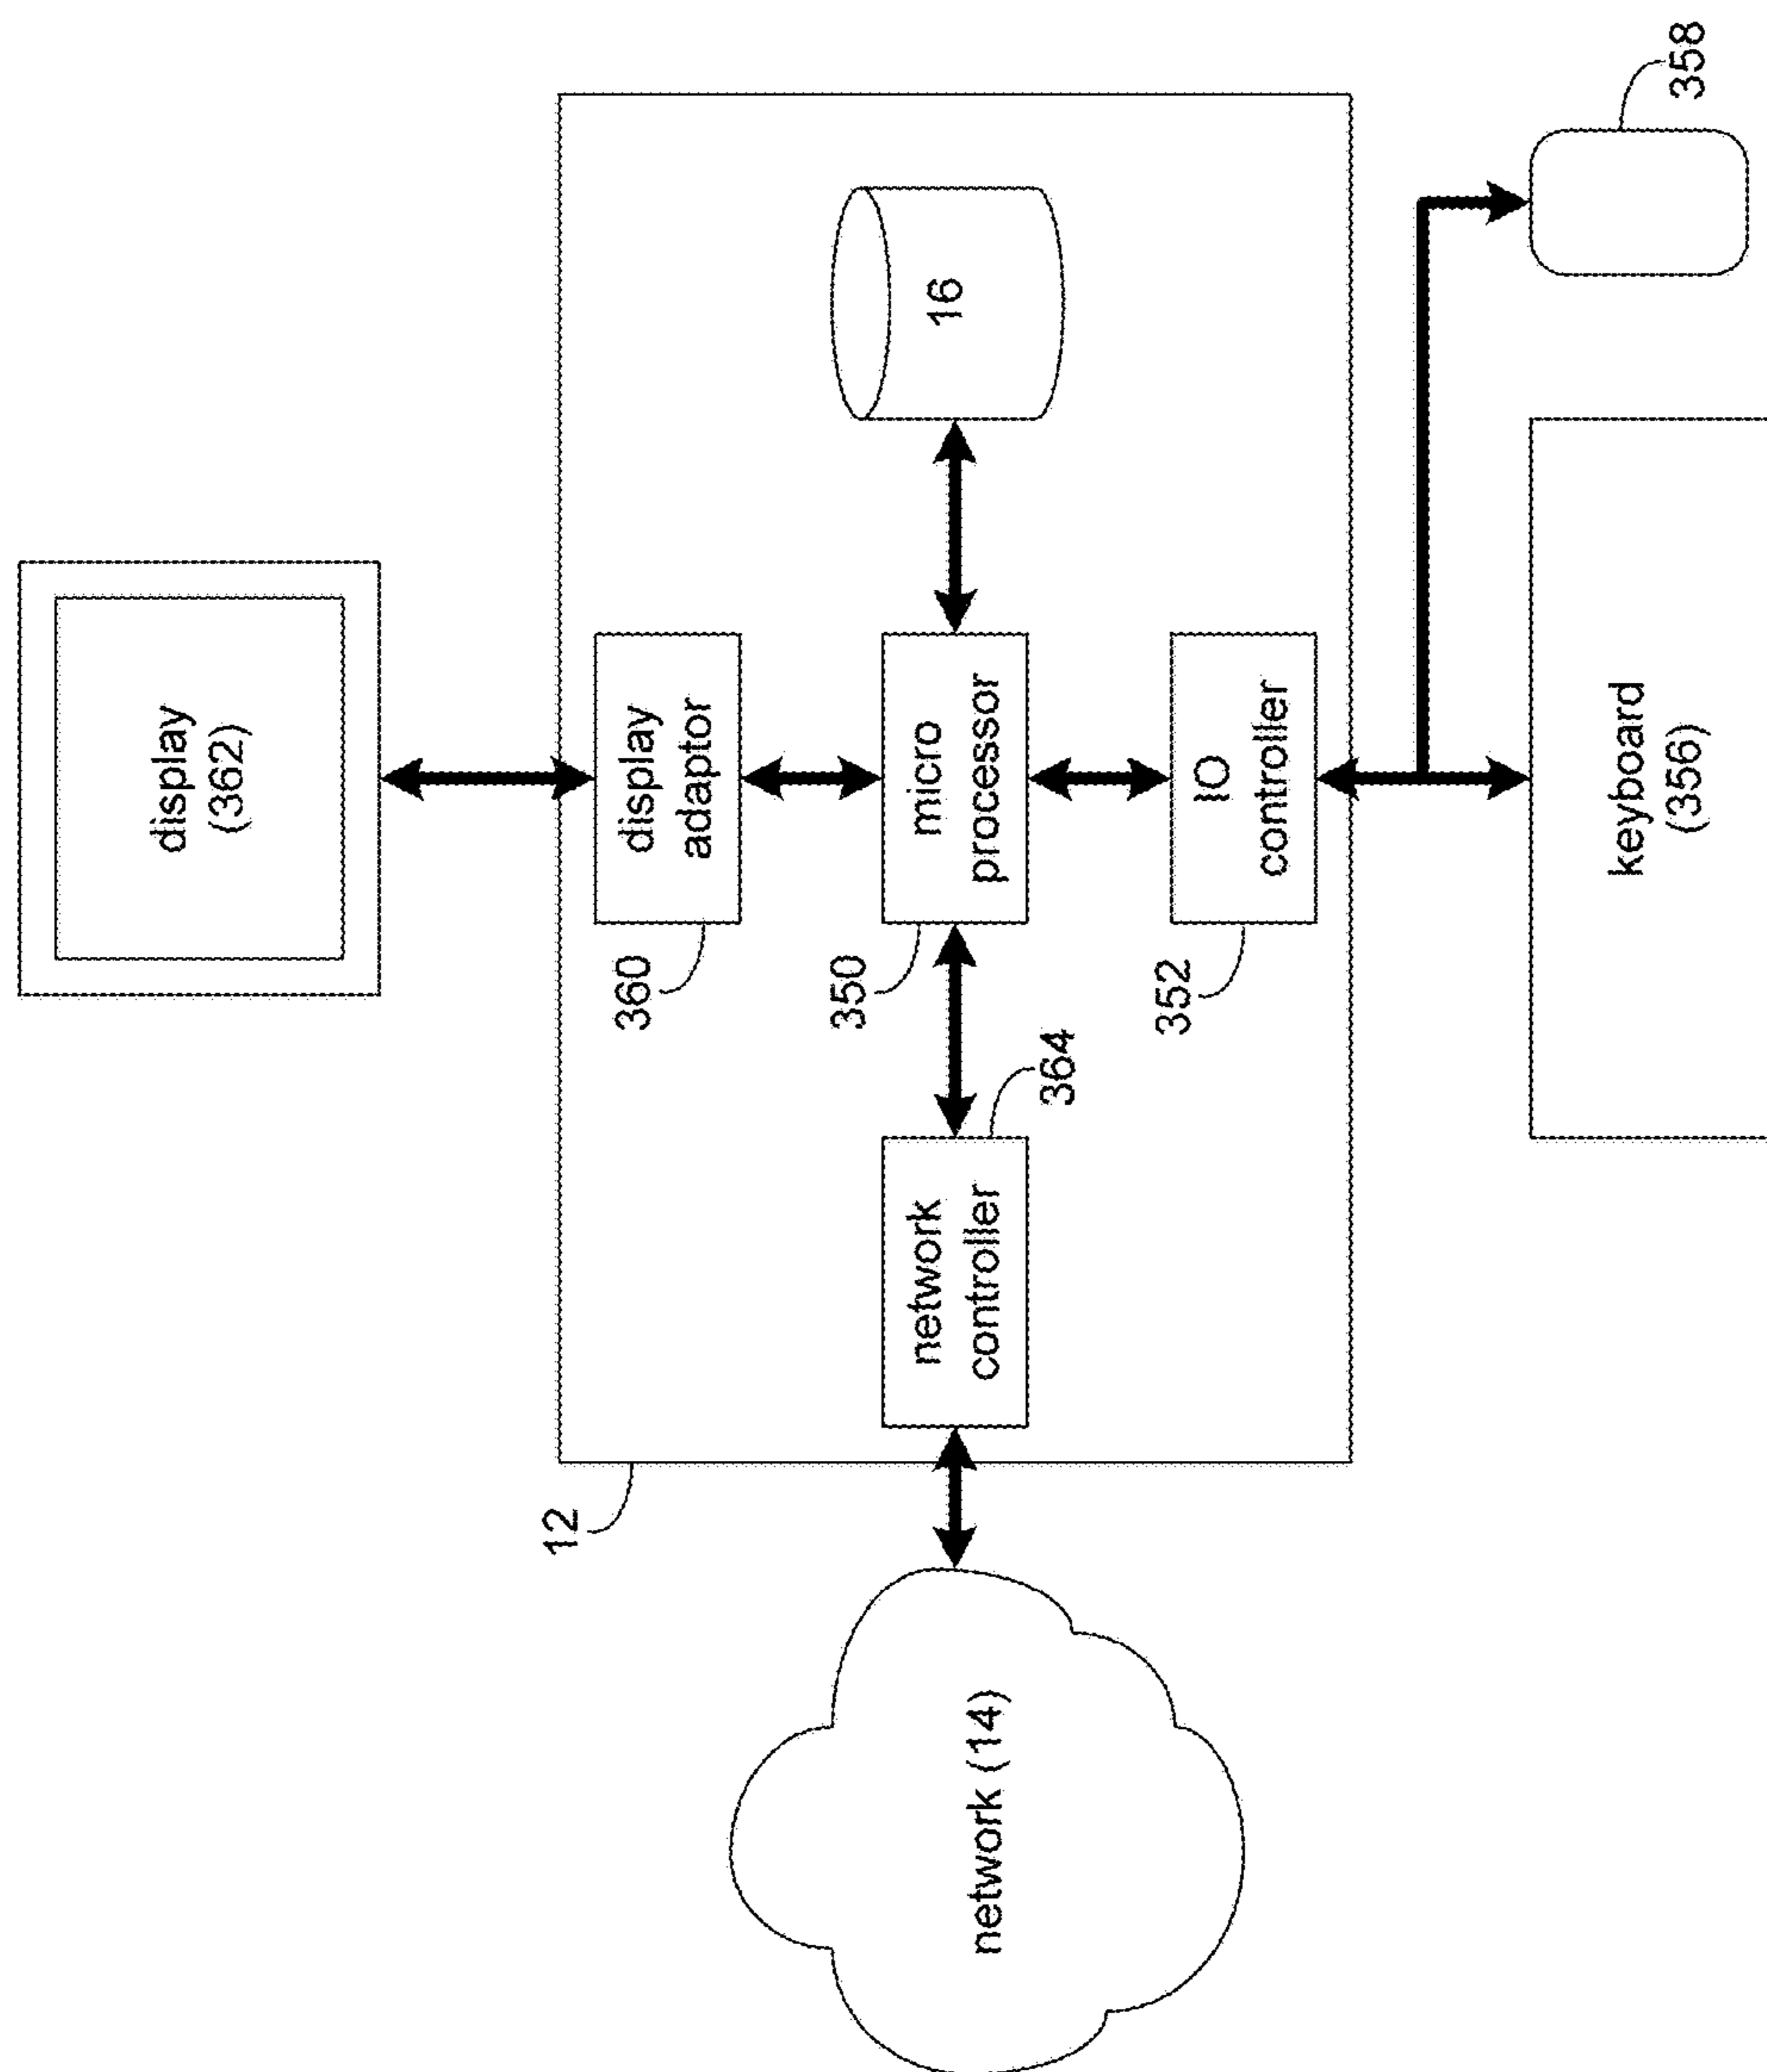 display
(362)
12
360
display
adaptor
350
network (14)
network
controller
364
micro
processor
16
352
IO
controller
keyboard
(356)
358